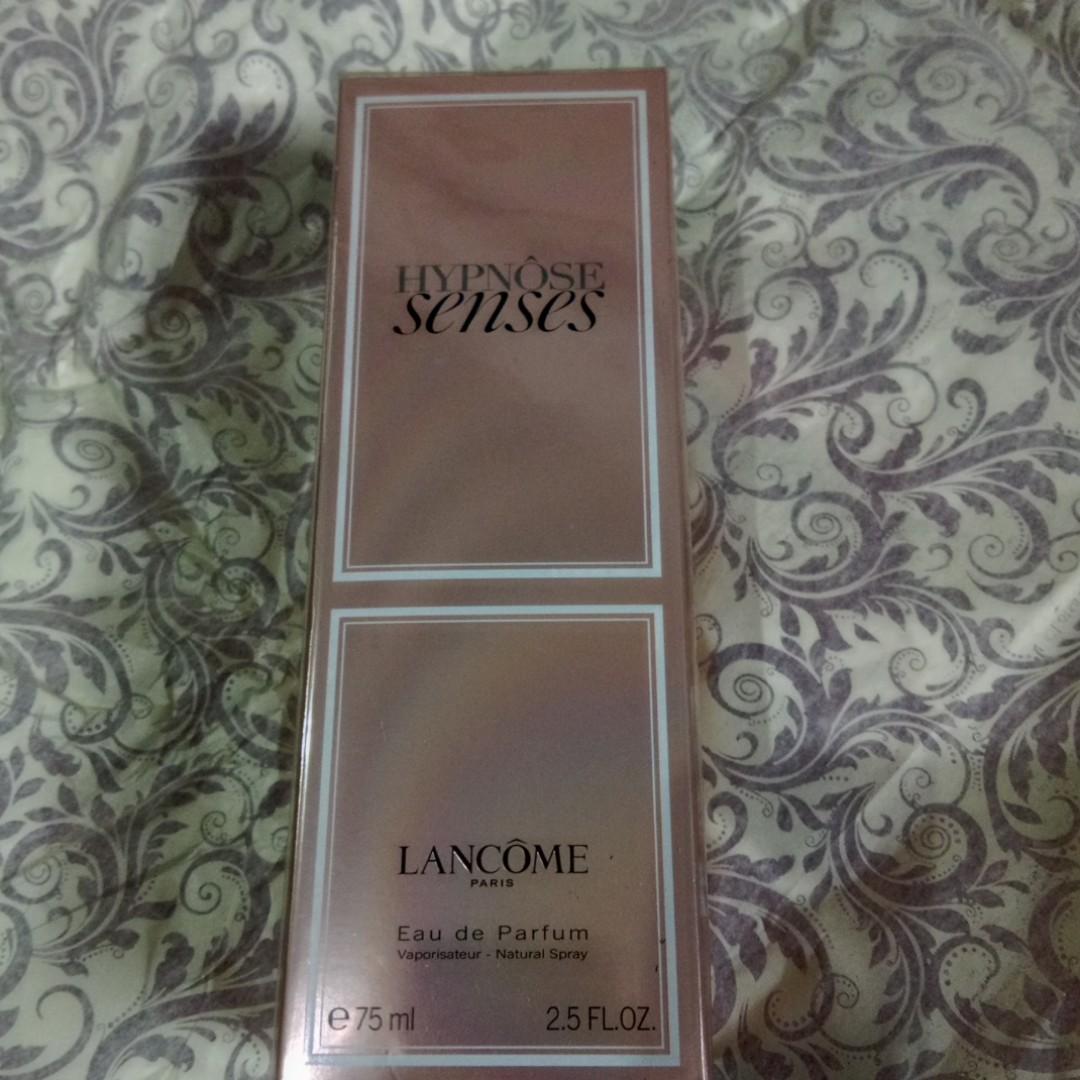 HYPNÔSE
senses
LANCÔME
PARIS
Eau de Parfum
Vaporisateur - Natural Spray
℮ 75 ml 2.5 FL.OZ.